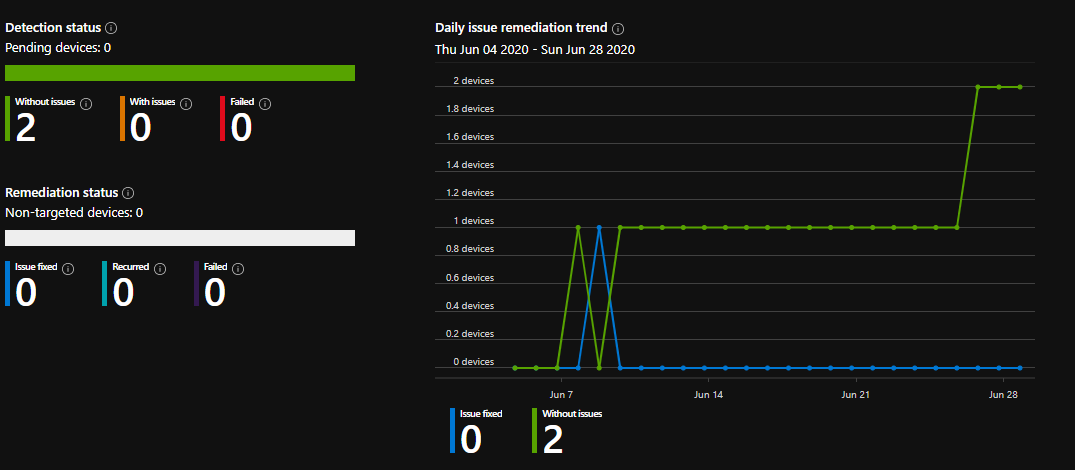 Detection status
Pending devices: 0
Without issues
2
With issues
0
Failed
0
Remediation status
Non-targeted devices: 0
Issue fixed
0
Recurred
0
Failed
0
Daily issue remediation trend
Thu Jun 04 2020 - Sun Jun 28 2020
2 devices
1.8 devices
1.6 devices
1.4 devices
1.2 devices
1 devices
0.8 devices
0.6 devices
0.4 devices
0.2 devices
0 devices
Jun 7 Jun 14 Jun 21 Jun 28
Issue fixed
0
Without issues
2